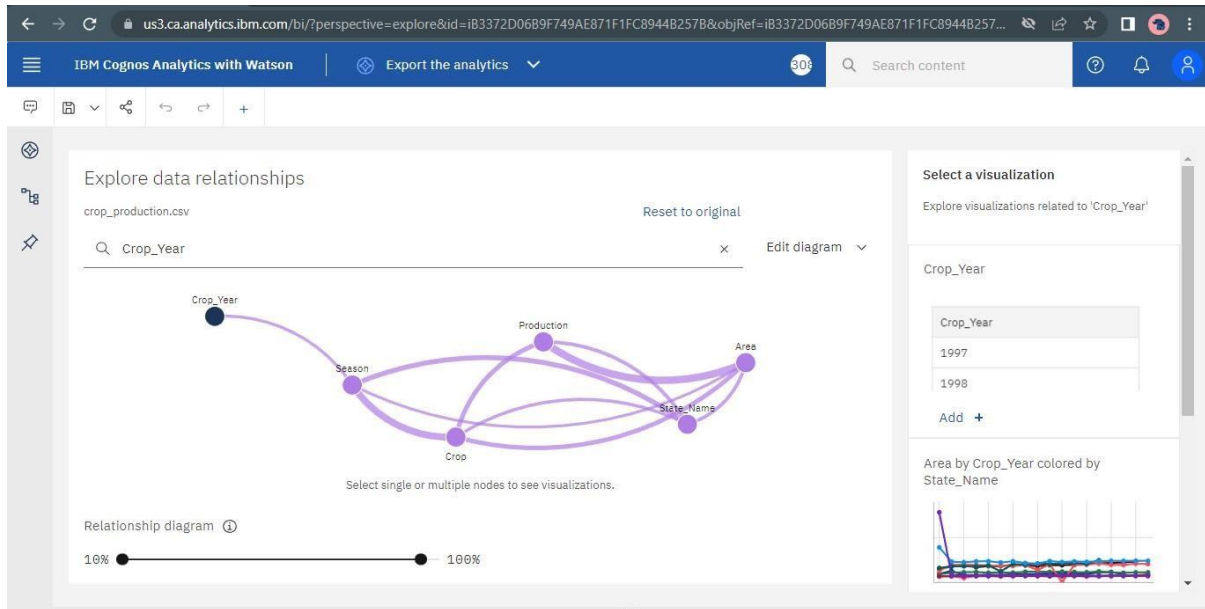 us3.ca.analytics.ibm.com/bi/?perspective=explore&id=iB3372D06B9F749AE871F1FC8944B257B&objRef=iB3372D06B9F749AE871F1FC8944B257...
IBM Cognos Analytics with Watson
Export the analytics
308
Search content
Explore data relationships
crop_production.csv
Reset to original
Crop_Year
Edit diagram
Crop_Year
Production
Area
Season
State_Name
Crop
Select single or multiple nodes to see visualizations.
Relationship diagram
10%
100%
Select a visualization
Explore visualizations related to 'Crop_Year'
Crop_Year
Crop_Year
1997
1998
Add +
Area by Crop_Year colored by
State_Name